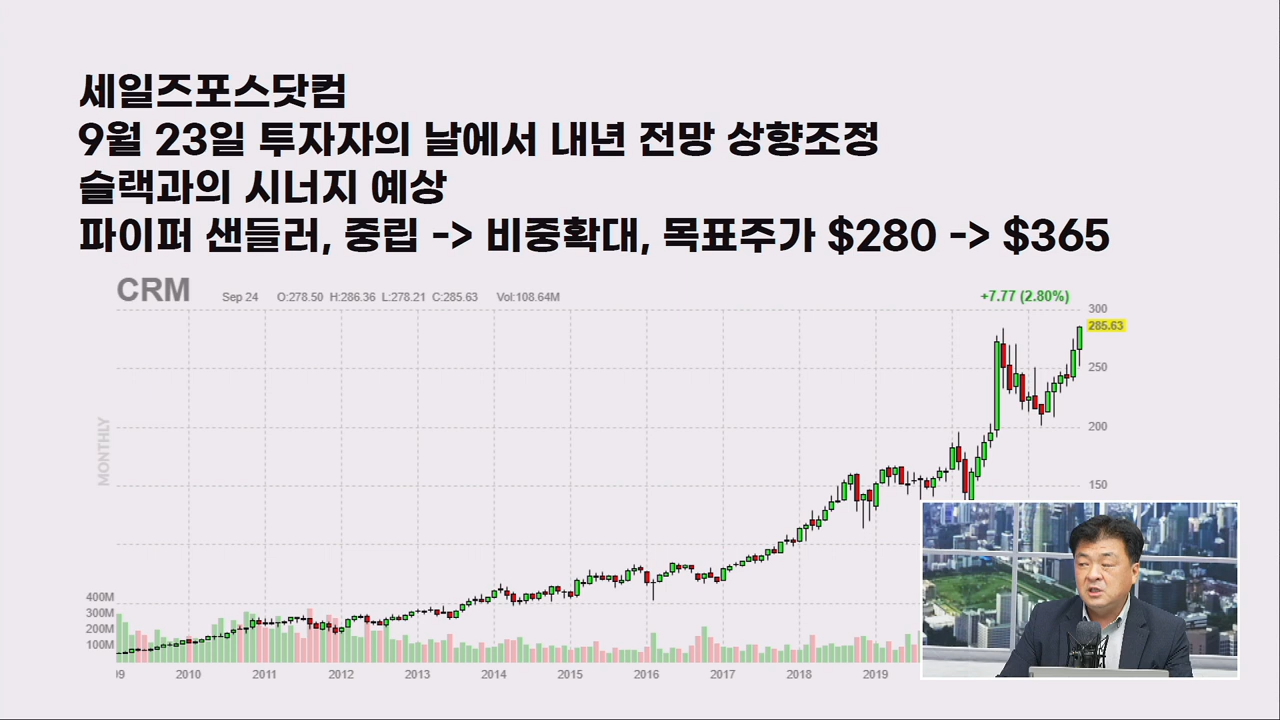 세일즈포스닷컴
9월 23일 투자자의 날에서 내년 전망 상향조정
슬랙과의 시너지 예상
파이퍼 샌들러, 중립 -> 비중확대, 목표주가 $280 -> $365
CRM Sep 24 O:278.50 H:286.36 L:278.21 C:285.63 Vol:108.64M +7.77 (2.80%)
300
285.63
250
200
150
MONTHLY
400M
300M
200M
100M
09 2010 2011 2012 2013 2014 2015 2016 2017 2018 2019